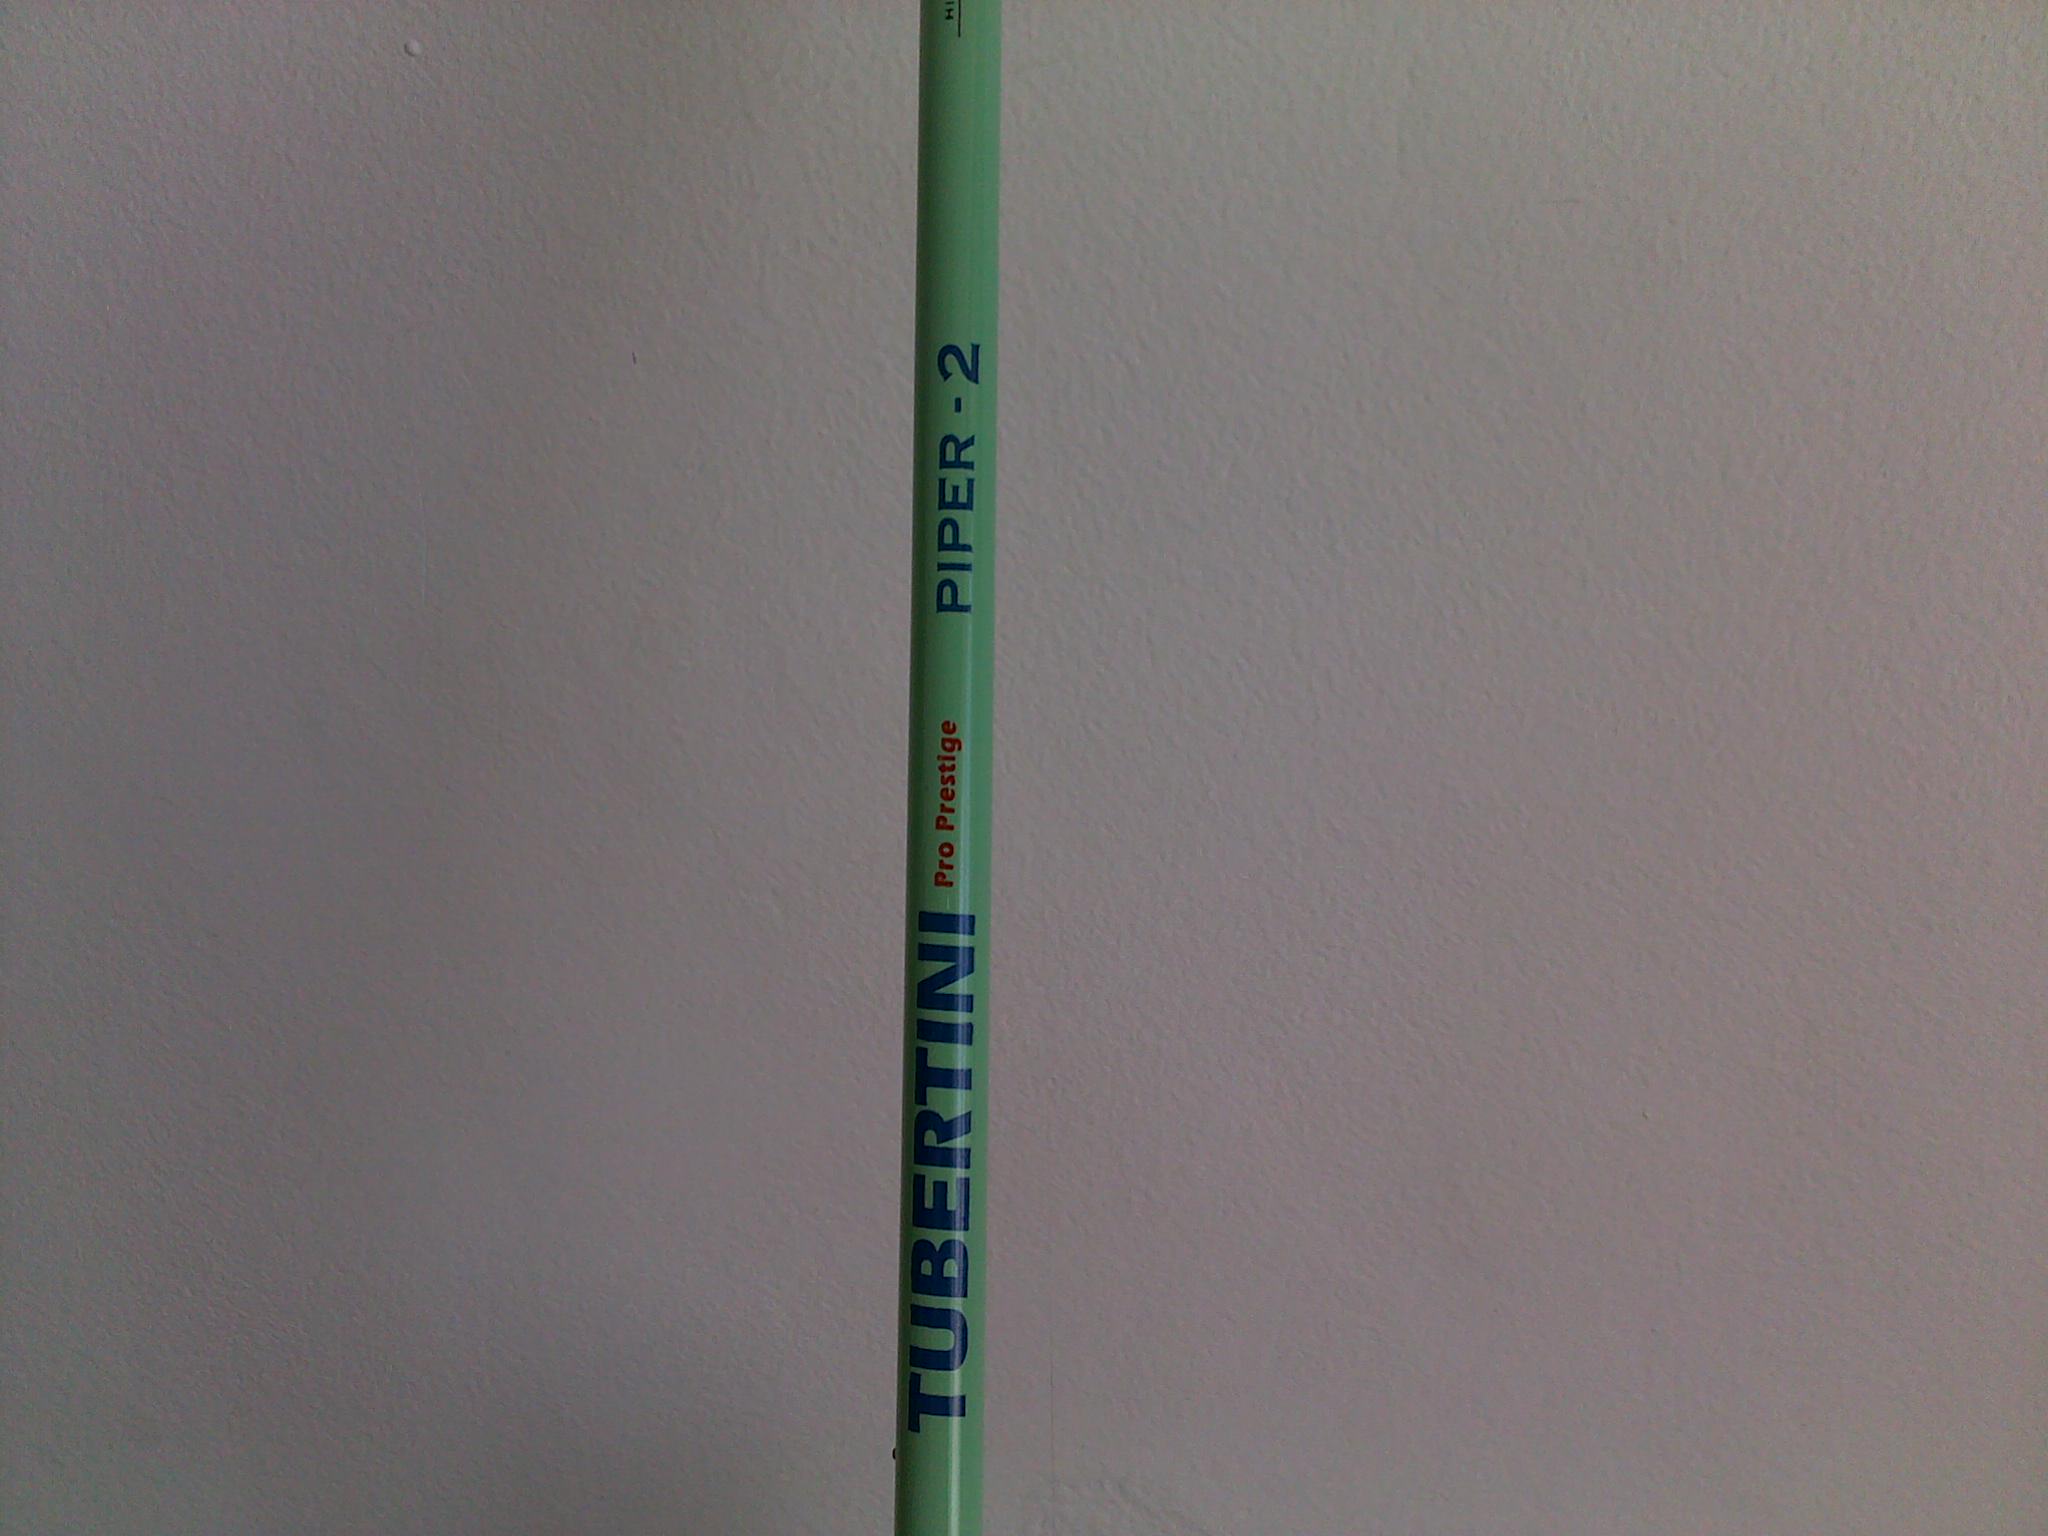 TUBERTINI Pro Prestige PIPER - 2